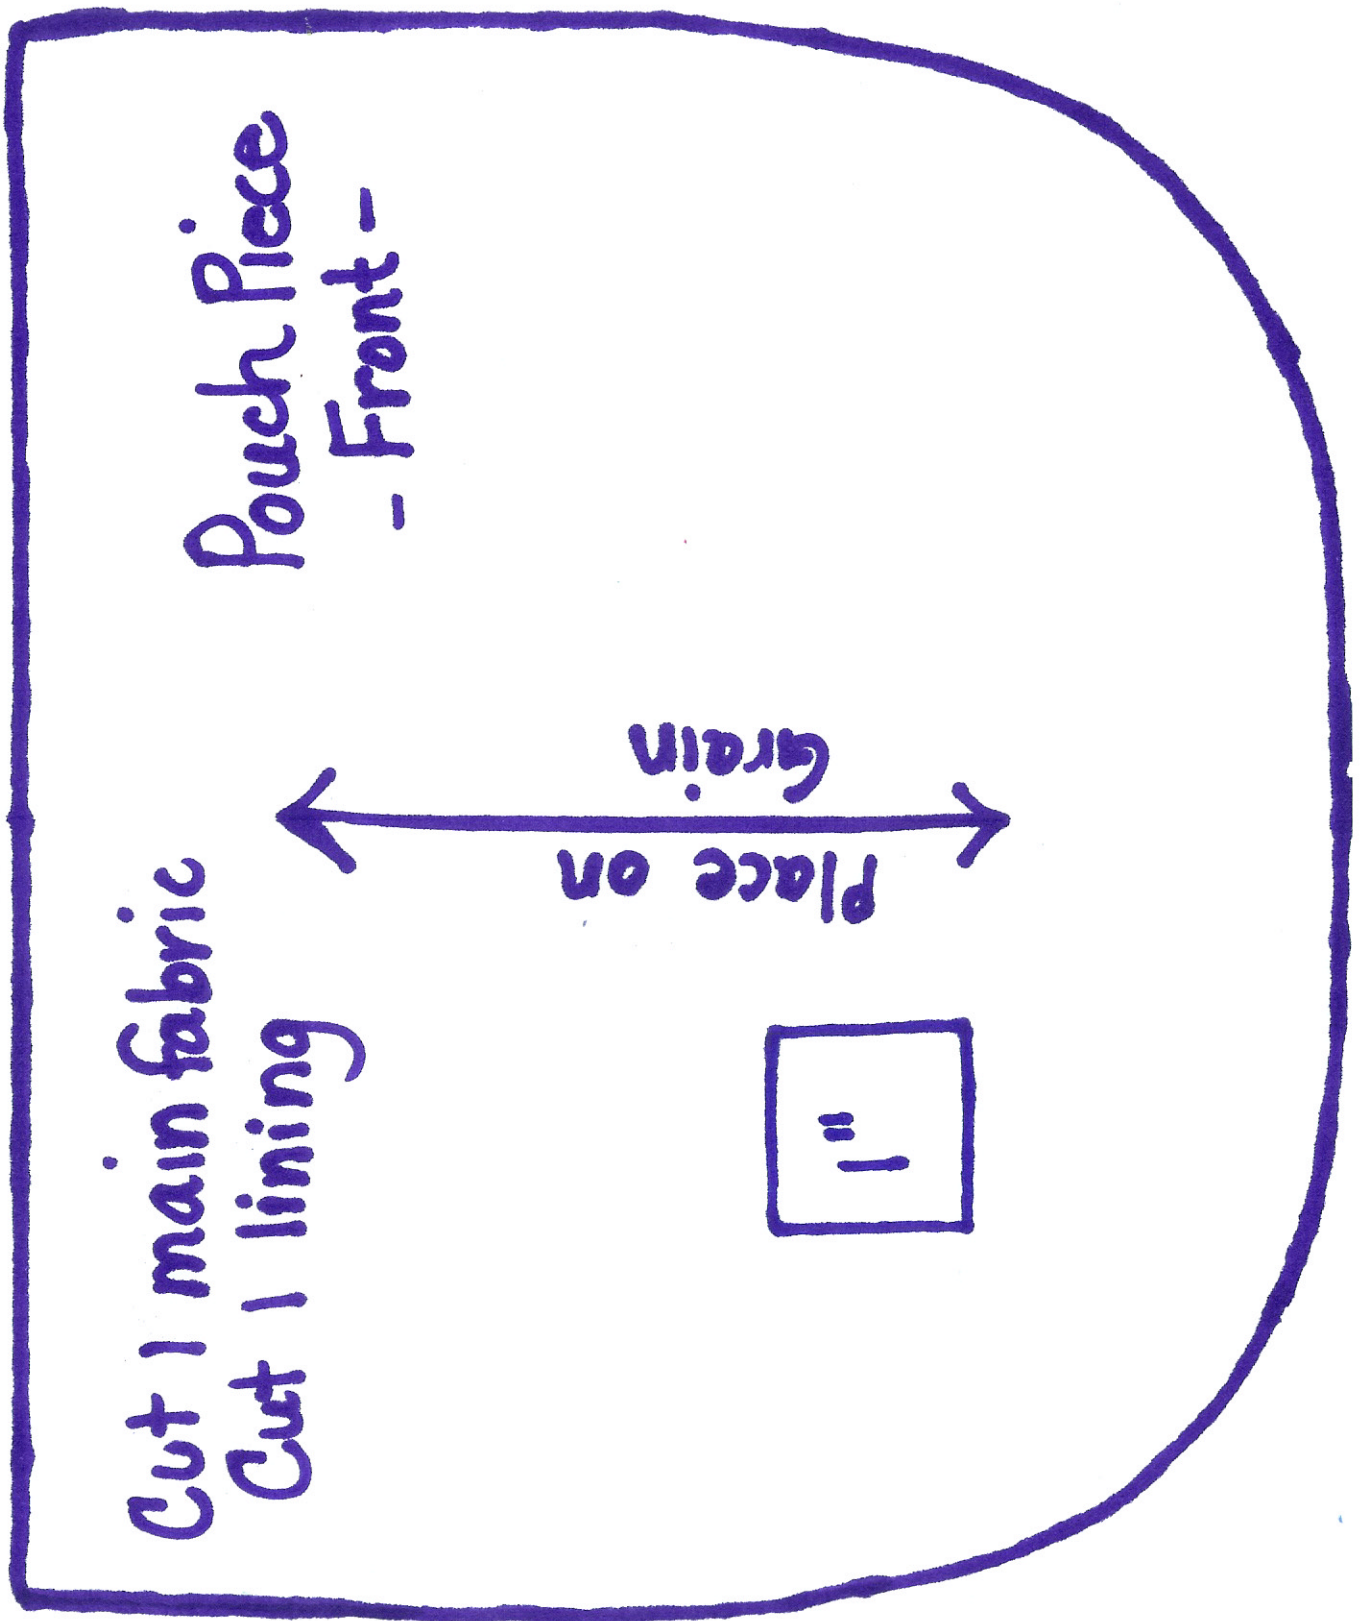 Cut 1 main fabric
Cut 1 lining
Pouch Piece
- Front -
Place on
Grain
1"